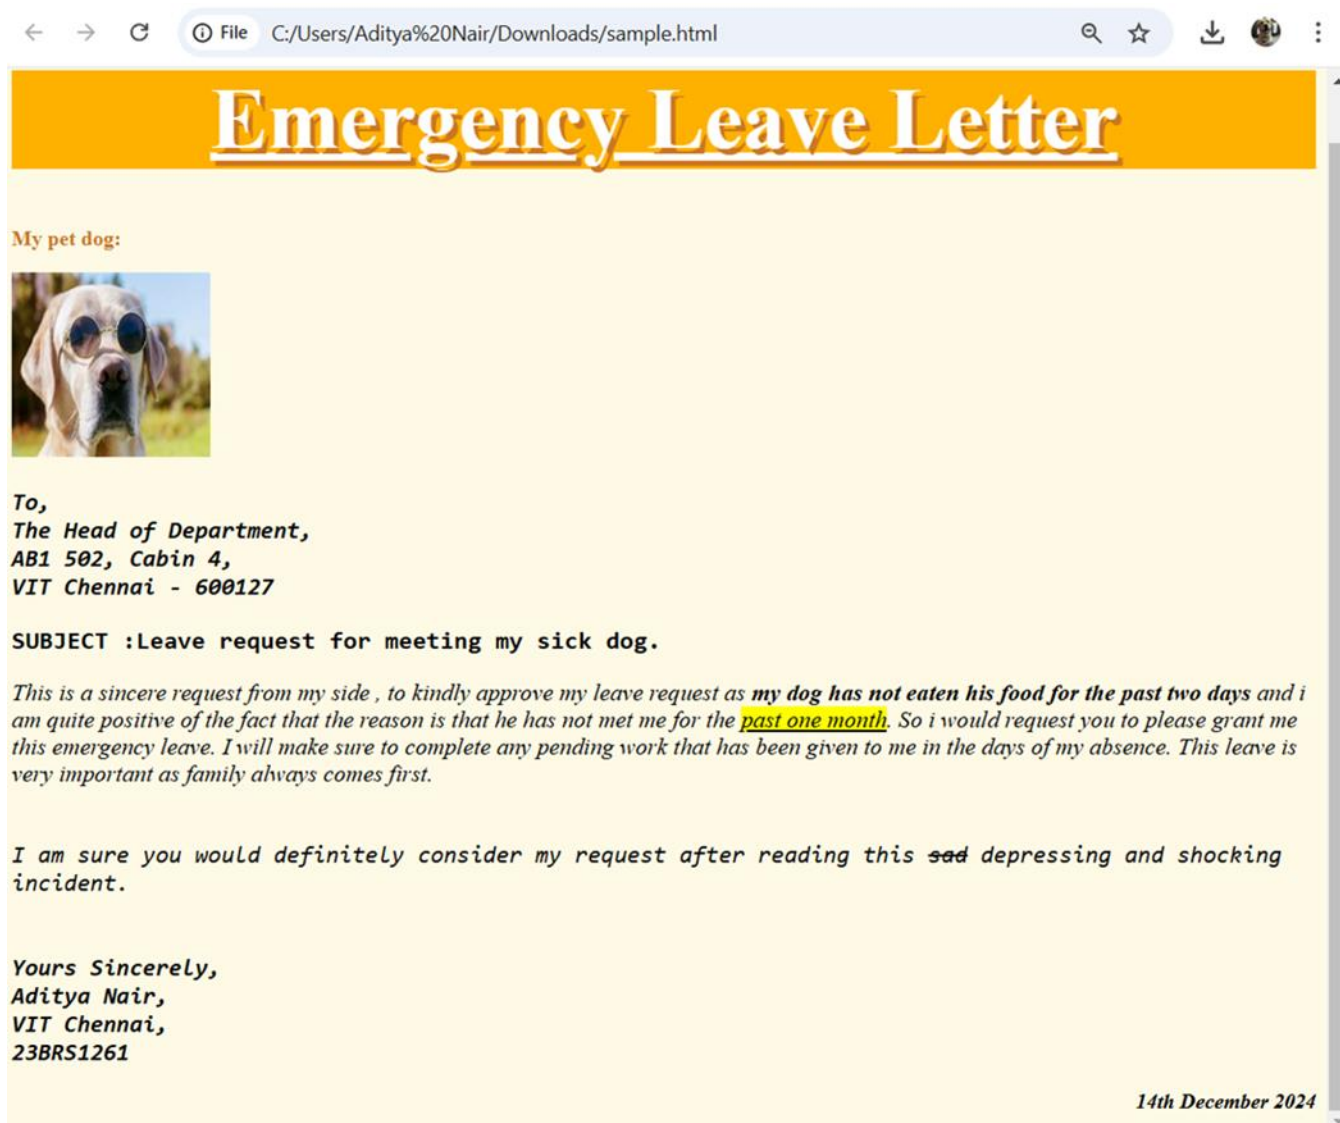 File C:/Users/Aditya%20Nair/Downloads/sample.html
Emergency Leave Letter
My pet dog:
To,
The Head of Department,
AB1 502, Cabin 4,
VIT Chennai - 600127
SUBJECT :Leave request for meeting my sick dog.
This is a sincere request from my side , to kindly approve my leave request as my dog has not eaten his food for the past two days and i
am quite positive of the fact that the reason is that he has not met me for the past one month. So i would request you to please grant me
this emergency leave. I will make sure to complete any pending work that has been given to me in the days of my absence. This leave is
very important as family always comes first.
I am sure you would definitely consider my request after reading this sad depressing and shocking
incident.
Yours Sincerely,
Aditya Nair,
VIT Chennai,
23BRS1261
14th December 2024